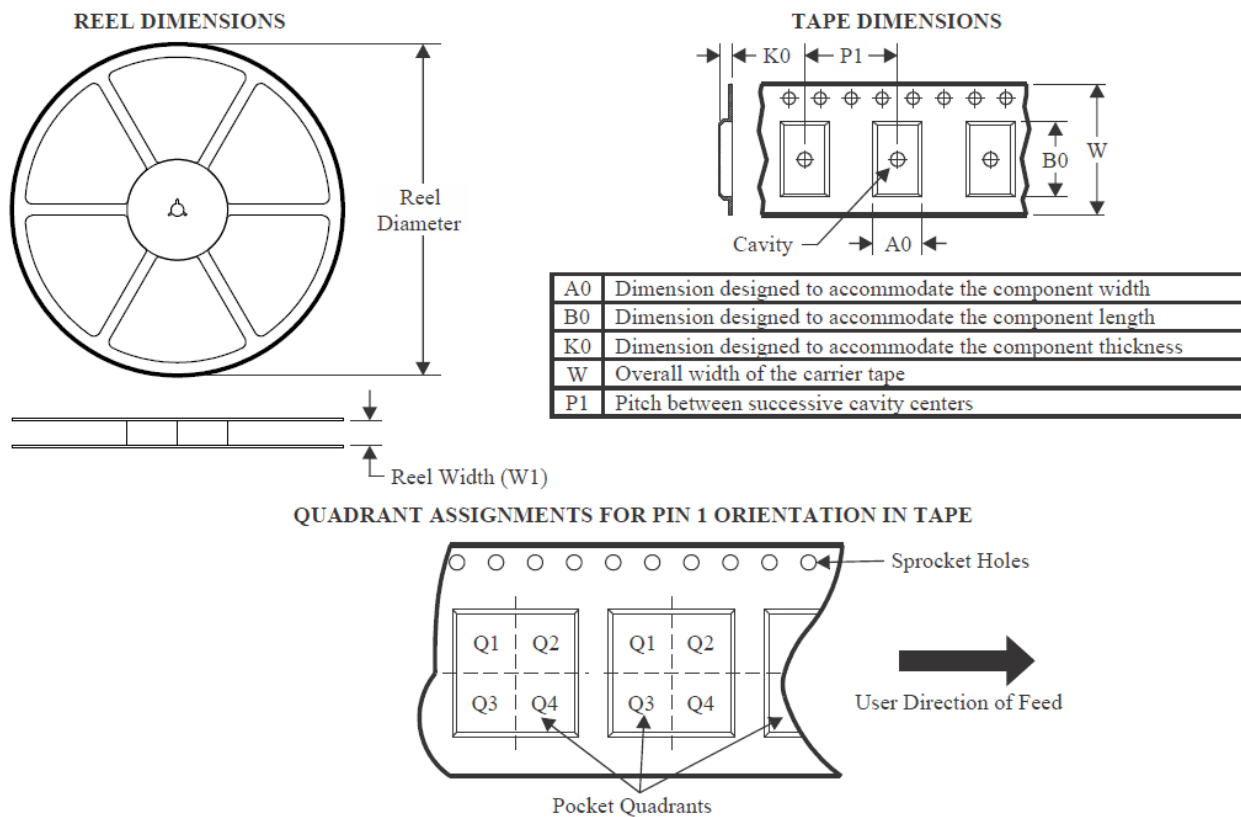 REEL DIMENSIONS
Reel
Diameter
Reel Width (W1)
TAPE DIMENSIONS
K0
P1
B0
W
Cavity
A0
A0 Dimension designed to accommodate the component width
B0 Dimension designed to accommodate the component length
K0 Dimension designed to accommodate the component thickness
W Overall width of the carrier tape
P1 Pitch between successive cavity centers
QUADRANT ASSIGNMENTS FOR PIN 1 ORIENTATION IN TAPE
Sprocket Holes
Q1 Q2 Q1 Q2
Q3 Q4 Q3 Q4
User Direction of Feed
Pocket Quadrants